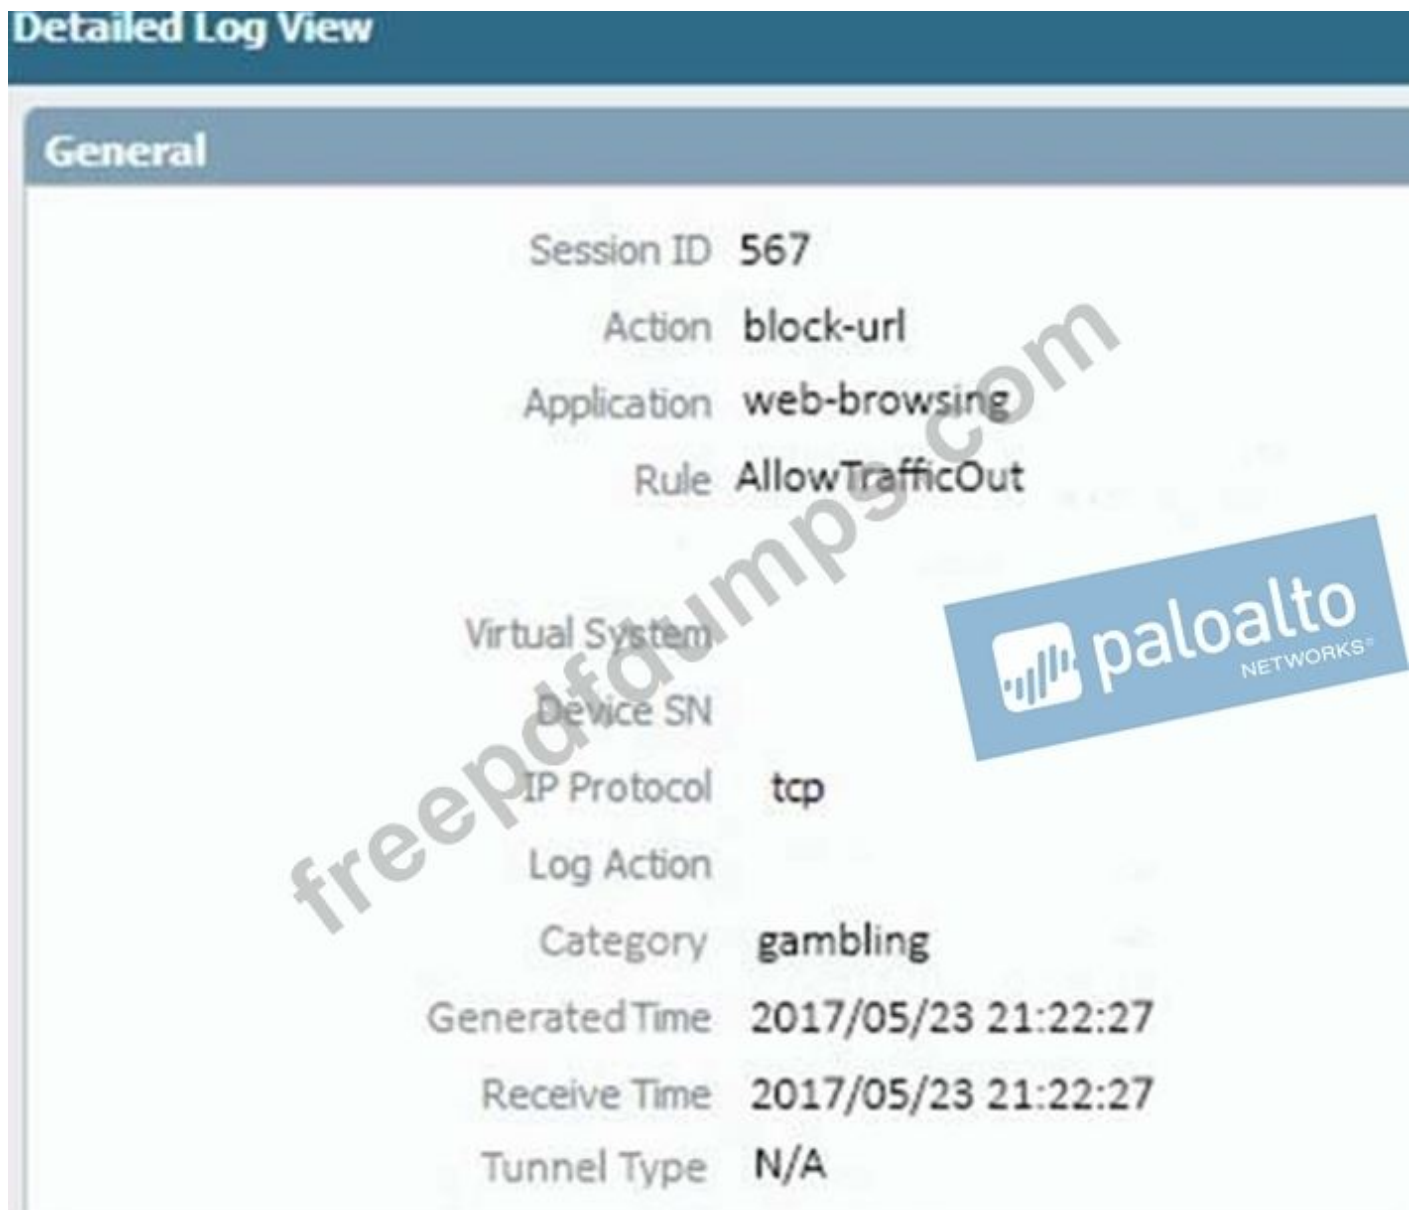 Detailed Log View
General
Session ID 567
Action block-url
Application web-browsing
Rule AllowTrafficOut
Virtual System
Device SN
IP Protocol tcp
Log Action
Category gambling
Generated Time 2017/05/23 21:22:27
Receive Time 2017/05/23 21:22:27
Tunnel Type N/A
paloalto
NETWORKS®
freepdfdumps.com